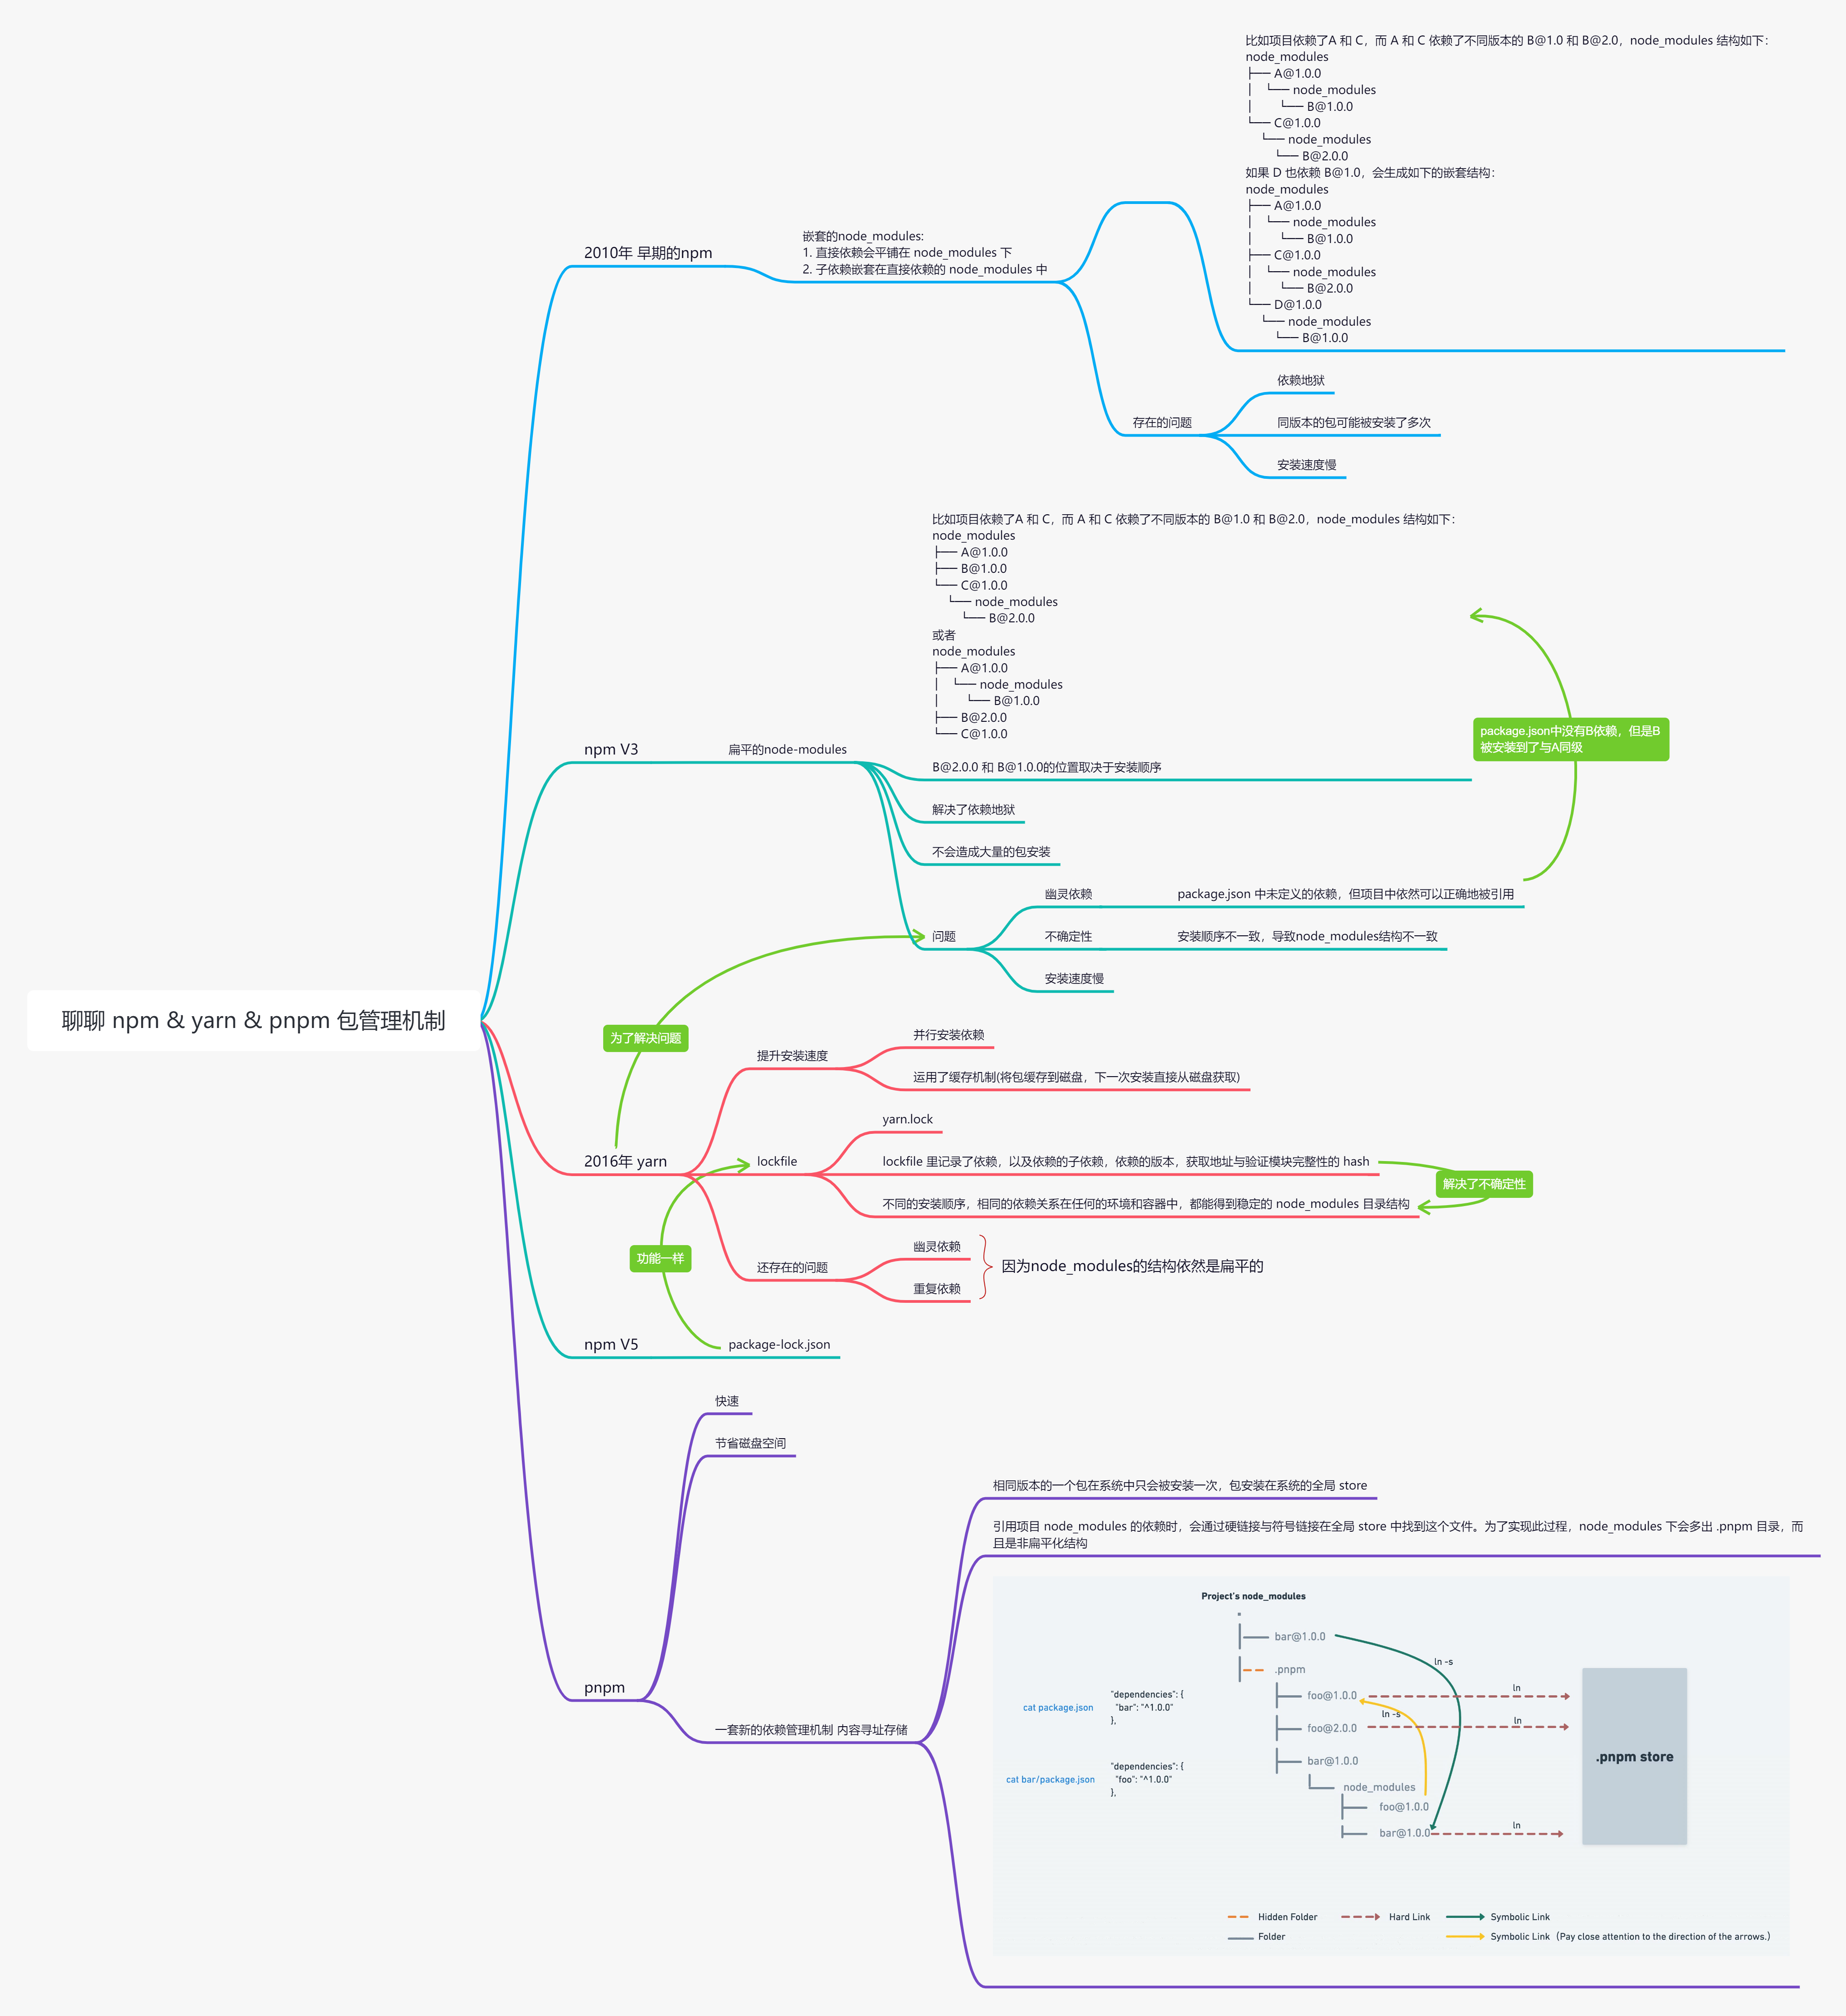 聊聊 npm & yarn & pnpm 包管理机制
2010年 早期的npm
嵌套的node_modules:
1. 直接依赖会平铺在 node_modules 下
2. 子依赖嵌套在直接依赖的 node_modules 中
比如项目依赖了A 和 C，而 A 和 C 依赖了不同版本的 B@1.0 和 B@2.0，node_modules 结构如下：
node_modules
├── A@1.0.0
│   └── node_modules
│       └── B@1.0.0
└── C@1.0.0
    └── node_modules
        └── B@2.0.0
如果 D 也依赖 B@1.0，会生成如下的嵌套结构：
node_modules
├── A@1.0.0
│   └── node_modules
│       └── B@1.0.0
├── C@1.0.0
│   └── node_modules
│       └── B@2.0.0
└── D@1.0.0
    └── node_modules
        └── B@1.0.0
存在的问题
依赖地狱
同版本的包可能被安装了多次
安装速度慢
npm V3
扁平的node-modules
比如项目依赖了A 和 C，而 A 和 C 依赖了不同版本的 B@1.0 和 B@2.0，node_modules 结构如下：
node_modules
├── A@1.0.0
├── B@1.0.0
└── C@1.0.0
    └── node_modules
        └── B@2.0.0
或者
node_modules
├── A@1.0.0
│   └── node_modules
│       └── B@1.0.0
├── B@2.0.0
└── C@1.0.0
B@2.0.0 和 B@1.0.0的位置取决于安装顺序
解决了依赖地狱
不会造成大量的包安装
问题
幽灵依赖
package.json 中未定义的依赖，但项目中依然可以正确地被引用
不确定性
安装顺序不一致，导致node_modules结构不一致
安装速度慢
package.json中没有B依赖，但是B
被安装到了与A同级
为了解决问题
2016年 yarn
提升安装速度
并行安装依赖
运用了缓存机制(将包缓存到磁盘，下一次安装直接从磁盘获取)
lockfile
yarn.lock
lockfile 里记录了依赖，以及依赖的子依赖，依赖的版本，获取地址与验证模块完整性的 hash
不同的安装顺序，相同的依赖关系在任何的环境和容器中，都能得到稳定的 node_modules 目录结构
解决了不确定性
还存在的问题
幽灵依赖
重复依赖
因为node_modules的结构依然是扁平的
功能一样
npm V5
package-lock.json
pnpm
快速
节省磁盘空间
一套新的依赖管理机制 内容寻址存储
相同版本的一个包在系统中只会被安装一次，包安装在系统的全局 store
引用项目 node_modules 的依赖时，会通过硬链接与符号链接在全局 store 中找到这个文件。为了实现此过程，node_modules 下会多出 .pnpm 目录，而
且是非扁平化结构
Project's node_modules
.
bar@1.0.0
ln -s
.pnpm
cat package.json
"dependencies": {
"bar": "^1.0.0"
},
foo@1.0.0
ln
ln -s
foo@2.0.0
ln
bar@1.0.0
cat bar/package.json
"dependencies": {
"foo": "^1.0.0"
},
node_modules
foo@1.0.0
bar@1.0.0
ln
.pnpm store
Hidden Folder
Hard Link
Symbolic Link
Folder
Symbolic Link（Pay close attention to the direction of the arrows.）